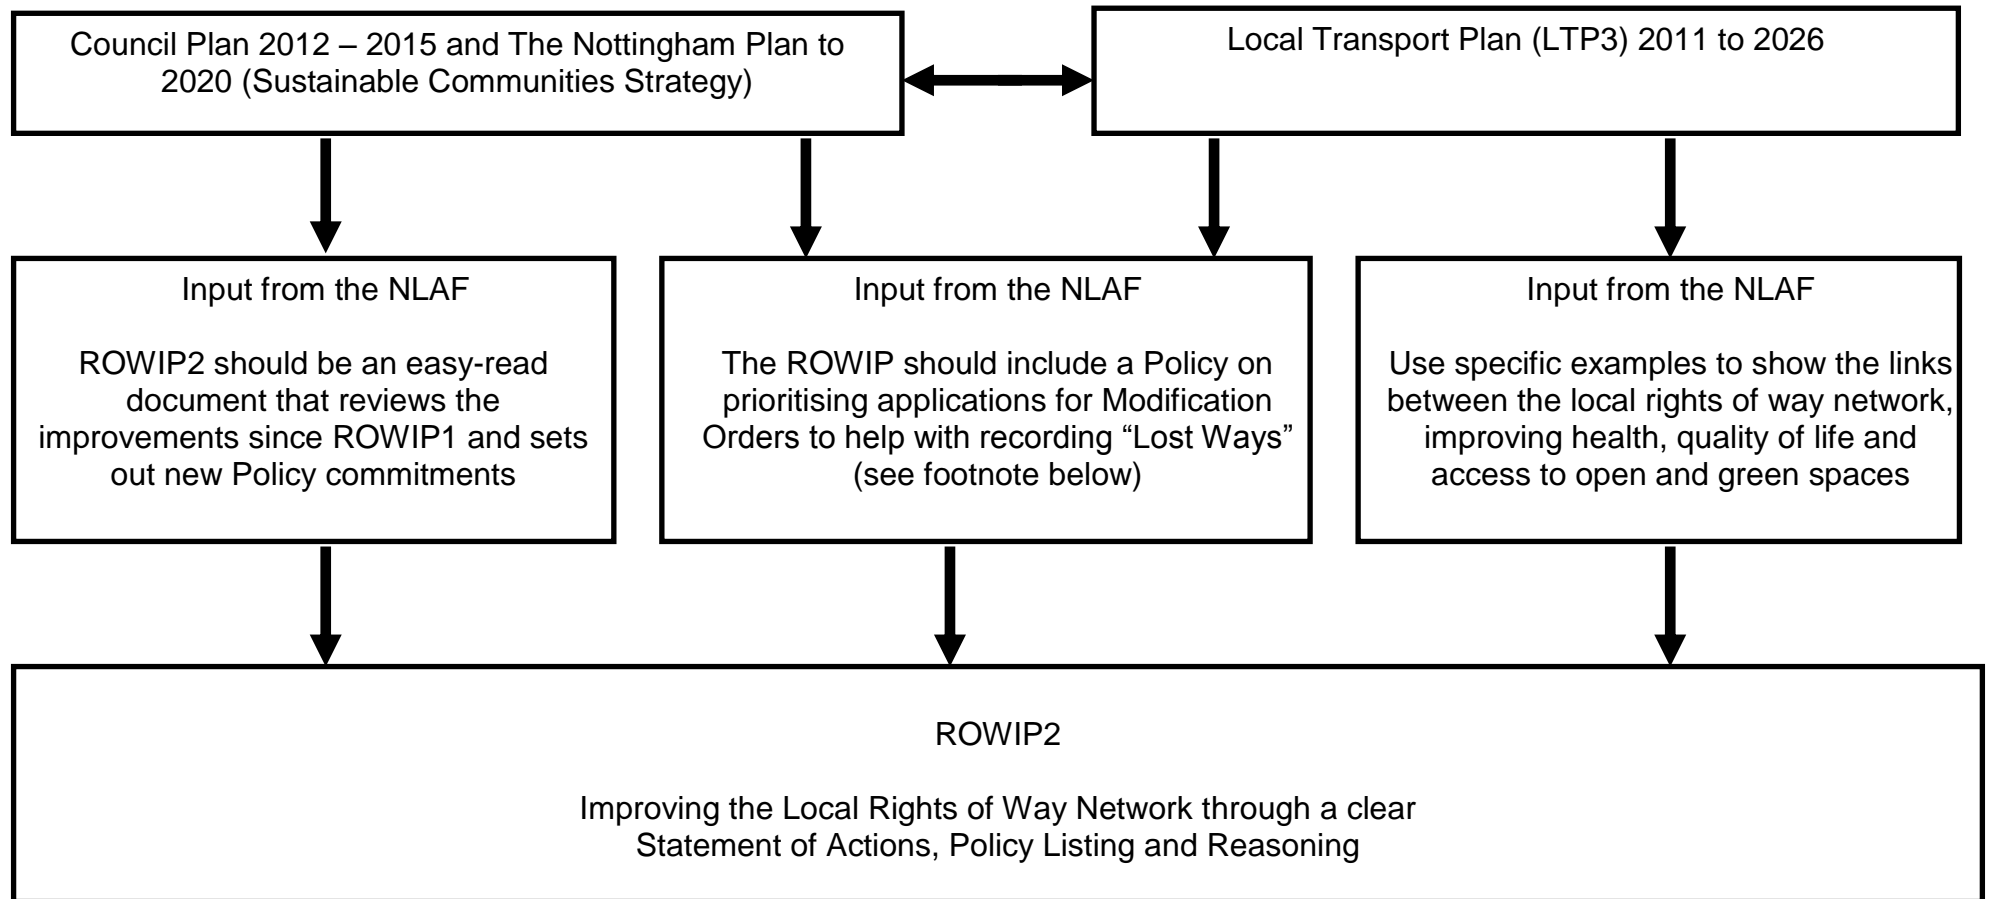 Council Plan 2012 – 2015 and The Nottingham Plan to
2020 (Sustainable Communities Strategy)
Local Transport Plan (LTP3) 2011 to 2026
Input from the NLAF
ROWIP2 should be an easy-read
document that reviews the
improvements since ROWIP1 and sets
out new Policy commitments
Input from the NLAF
The ROWIP should include a Policy on
prioritising applications for Modification
Orders to help with recording “Lost Ways”
(see footnote below)
Input from the NLAF
Use specific examples to show the links
between the local rights of way network,
improving health, quality of life and
access to open and green spaces
ROWIP2
Improving the Local Rights of Way Network through a clear
Statement of Actions, Policy Listing and Reasoning